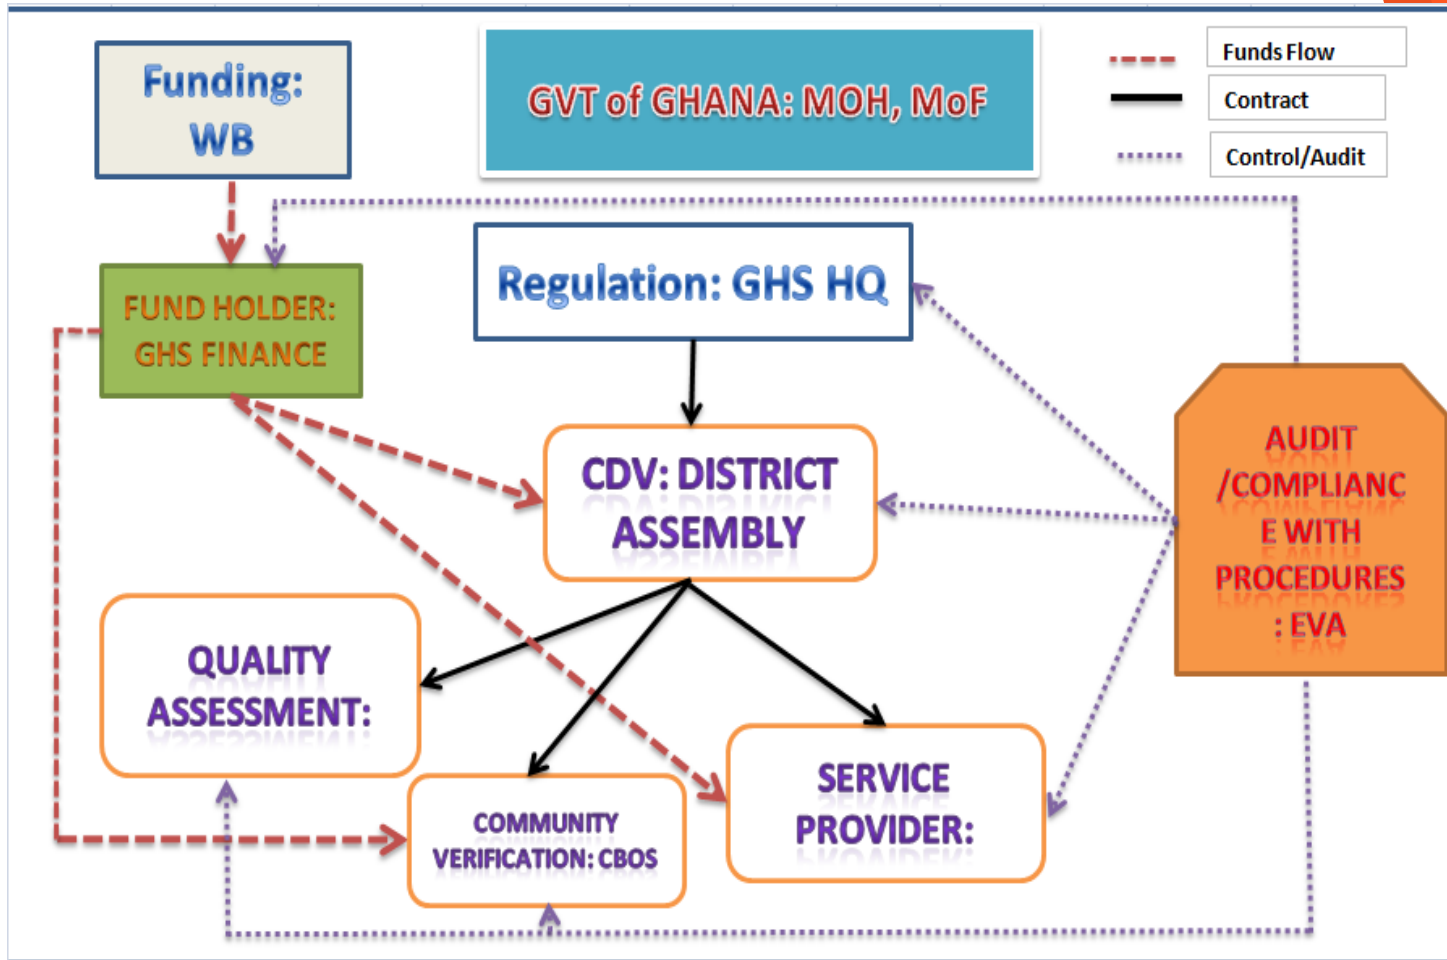 Funding:
WB
GVT of GHANA: MOH, MoF
Funds Flow
Contract
Control/Audit
Regulation: GHS HQ
FUND HOLDER:
GHS FINANCE
CDV: DISTRICT
ASSEMBLY
AUDIT
/COMPLIANC
E WITH
PROCEDURES
: EVA
QUALITY
ASSESSMENT:
COMMUNITY
VERIFICATION: CBOS
SERVICE
PROVIDER: